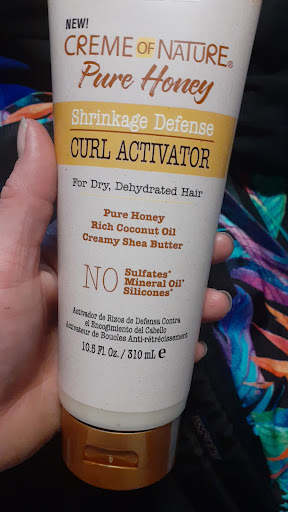 NEW!
CREME OF NATURE®
Pure Honey
Shrinkage Defense
CURL ACTIVATOR
For Dry, Dehydrated Hair
Pure Honey
Rich Coconut Oil
Creamy Shea Butter
NO Sulfates*
Mineral Oil*
Silicones*
Activador de Rizos de Defensa Contra
el Encogimiento del Cabello
Activateur de Boucles Anti-rétrécissement
10.5 Fl. Oz. / 310 mL e